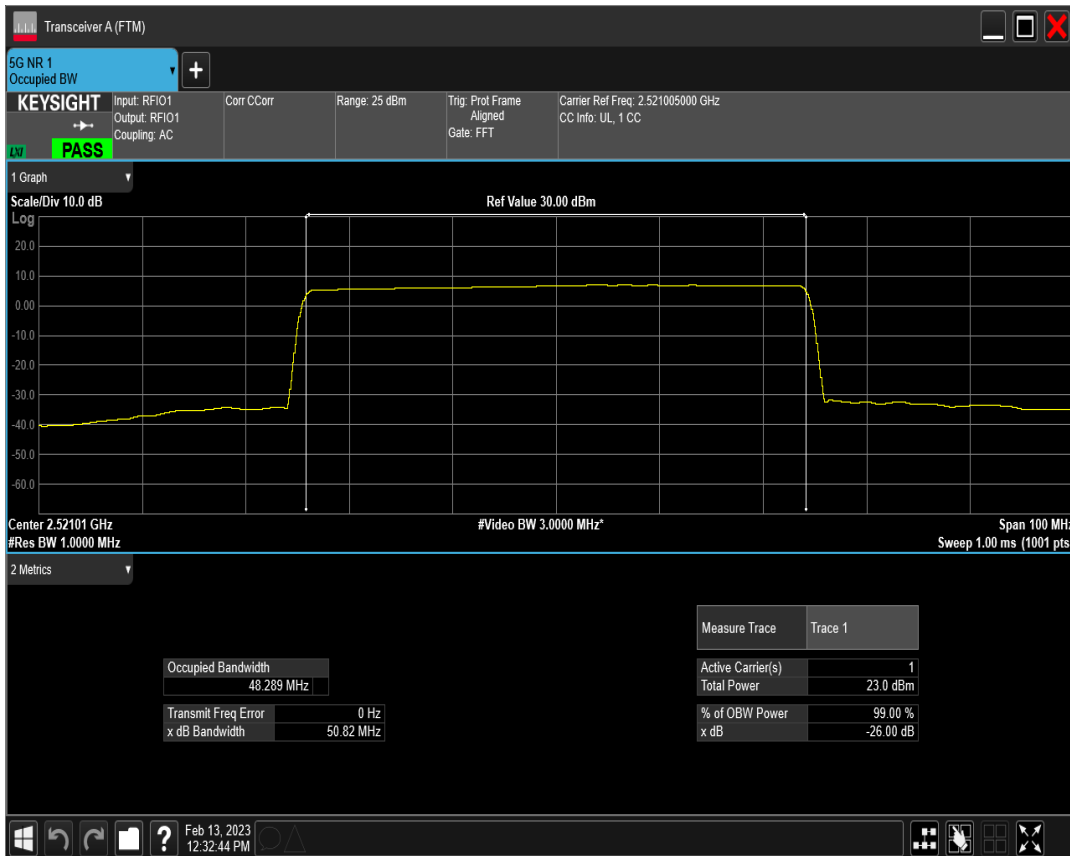 Transceiver A (FTM)
5G NR 1
Occupied BW
+
KEYSIGHT
LXI
PASS
Input: RFIO1
Output: RFIO1
Coupling: AC
Corr CCorr
Range: 25 dBm
Trig: Prot Frame
Aligned
Gate: FFT
Carrier Ref Freq: 2.521005000 GHz
CC Info: UL, 1 CC
1 Graph
Scale/Div 10.0 dB
Ref Value 30.00 dBm
Log
20.0
10.0
0.00
-10.0
-20.0
-30.0
-40.0
-50.0
-60.0
Center 2.52101 GHz
#Video BW 3.0000 MHz*
Span 100 MHz
#Res BW 1.0000 MHz
Sweep 1.00 ms (1001 pts
2 Metrics
Measure Trace Trace 1
Occupied Bandwidth
48.289 MHz
Active Carrier(s) 1
Total Power 23.0 dBm
Transmit Freq Error 0 Hz
x dB Bandwidth 50.82 MHz
% of OBW Power 99.00 %
x dB -26.00 dB
?
Feb 13, 2023
12:32:44 PM